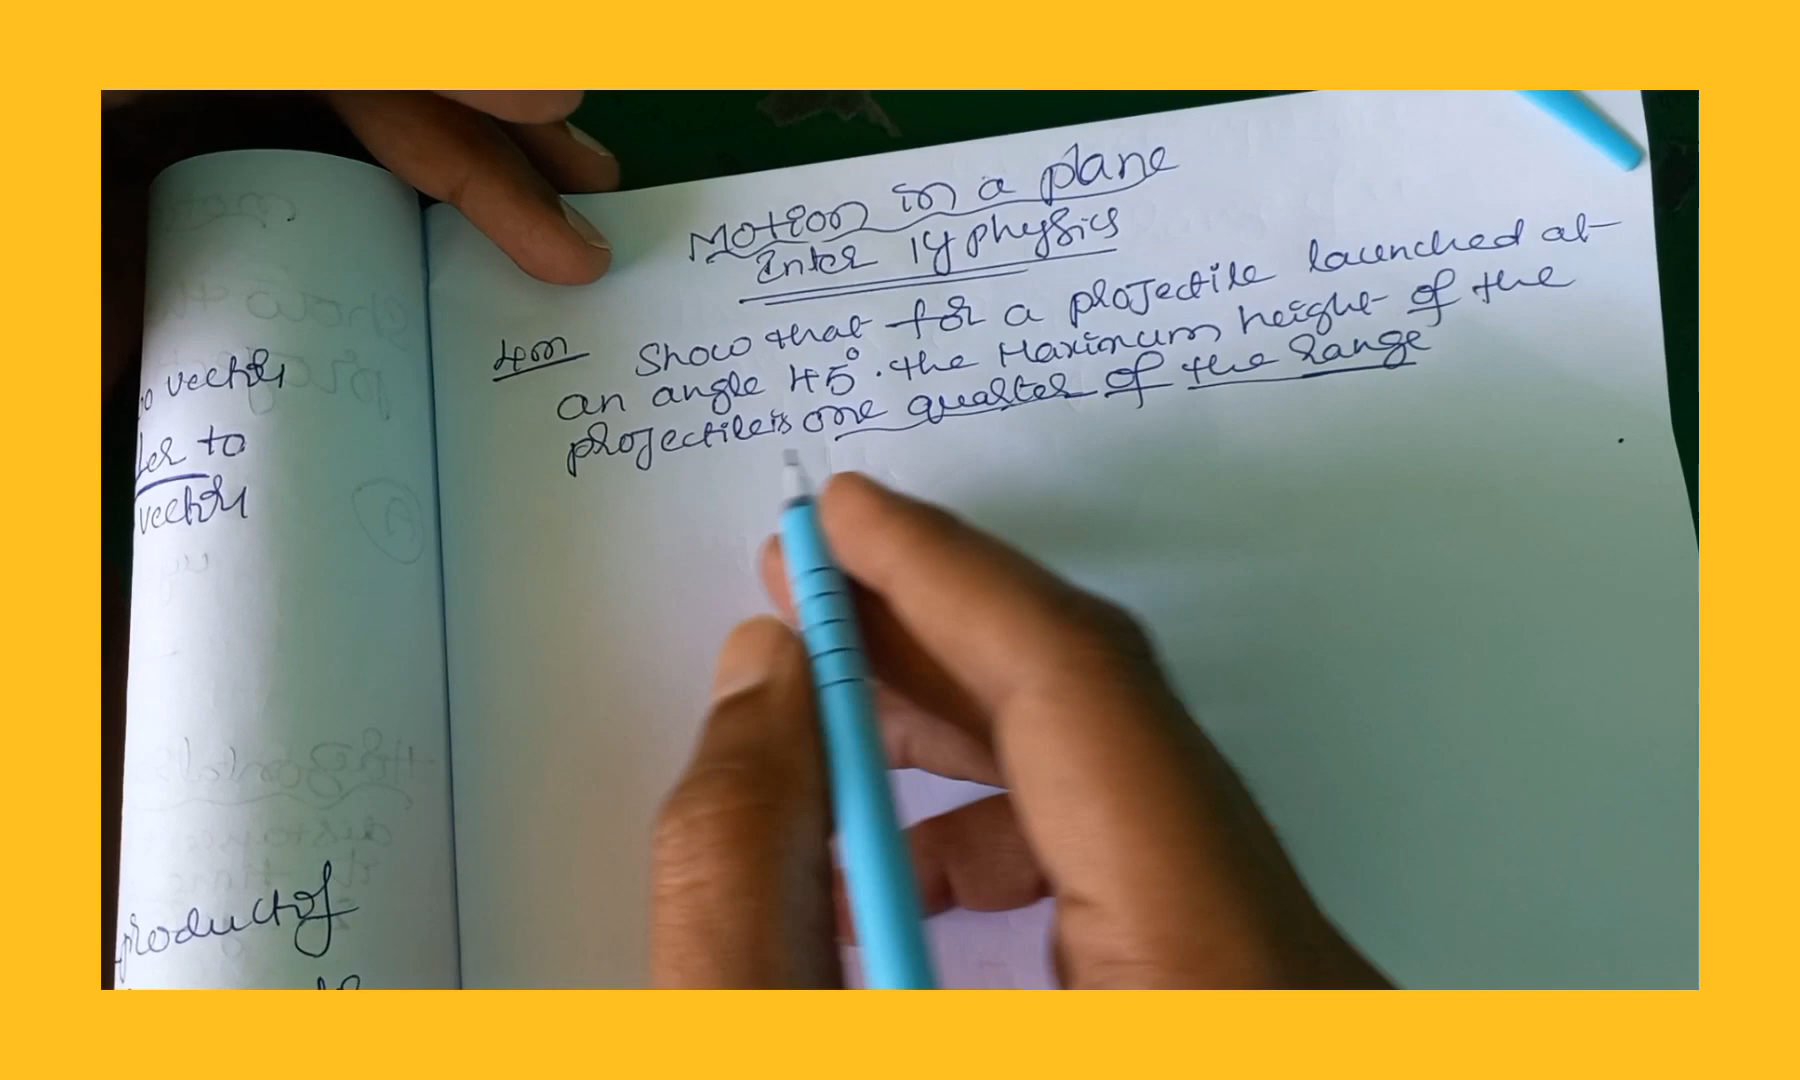 Motion in a plane
Inter 1y physics
4m Show that for a projectile launched at
an angle 45°. the Maximum height of the
projectile is one quarter of the range
vector
to
vector
product of